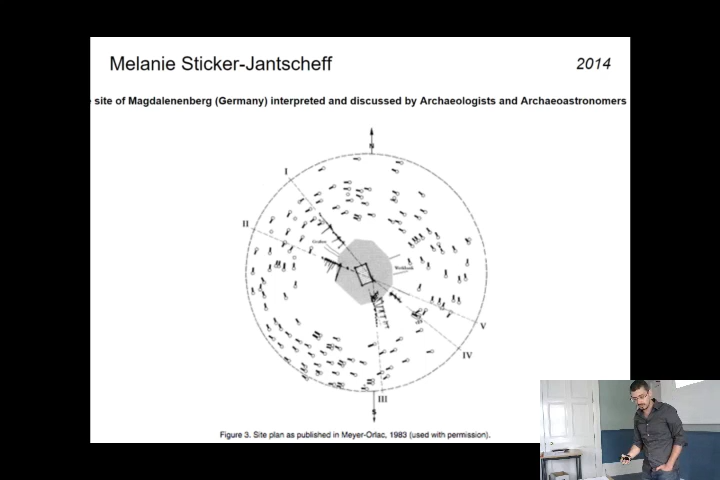 Melanie Sticker-Jantscheff
2014
site of Magdalenenberg (Germany) interpreted and discussed by Archaeologists and Archaeoastronomers
N
I
II
V
IV
III
S
Figure 3. Site plan as published in Meyer-Orlac, 1983 (used with permission).